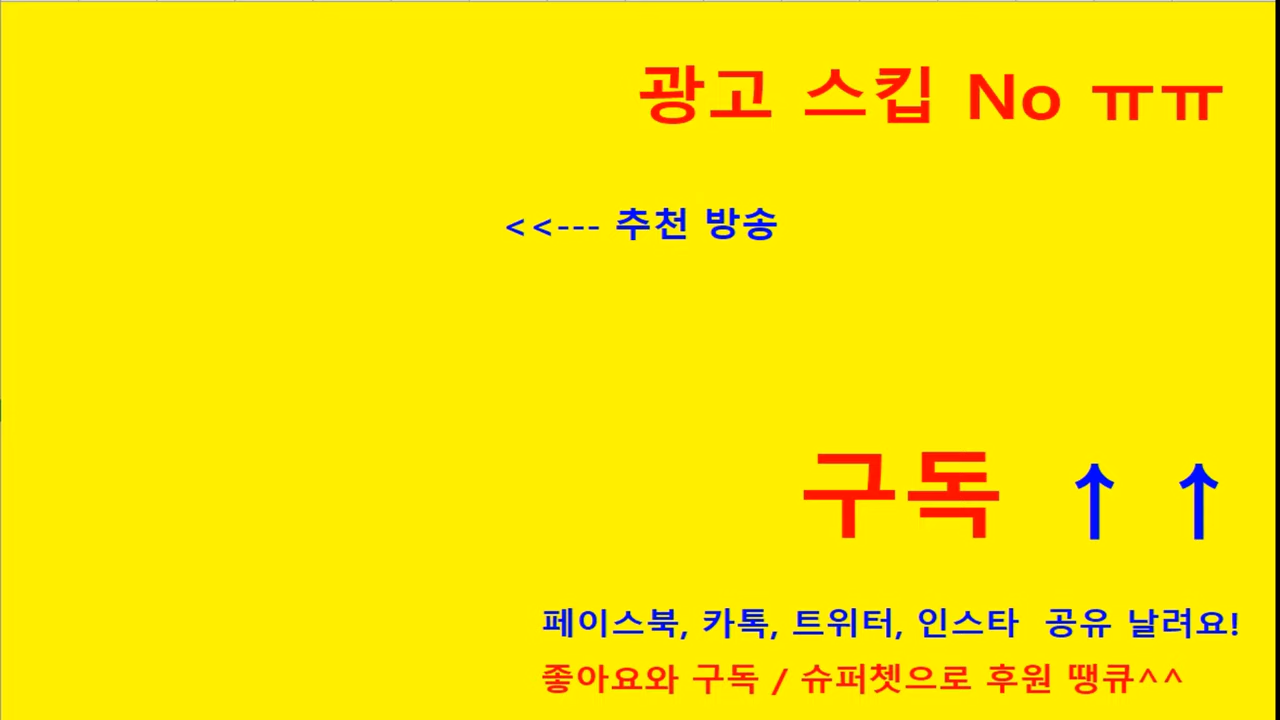 광고 스킵 No ㅠㅠ
<<--- 추천 방송
구독 ↑ ↑
페이스북, 카톡, 트위터, 인스타 공유 날려요!
좋아요와 구독 / 슈퍼쳇으로 후원 땡큐^^